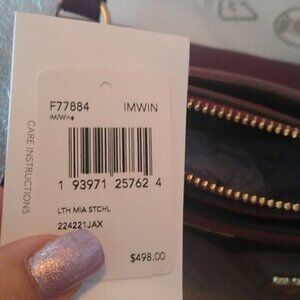 F77884 IMWIN
IM/Wine
1 93971 25762 4
LTH MIA STCHL
224221JAX
$498.00
CARE INSTRUCTIONS